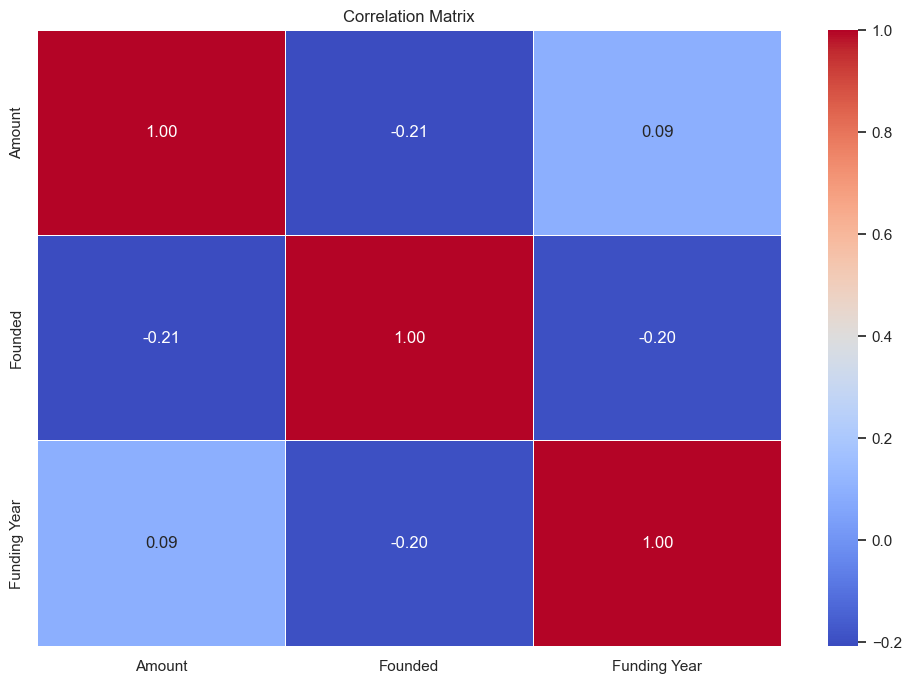 Correlation Matrix
Amount
1.00
-0.21
0.09
Founded
-0.21
1.00
-0.20
Funding Year
0.09
-0.20
1.00
Amount
Founded
Funding Year
1.0
0.8
0.6
0.4
0.2
0.0
−0.2